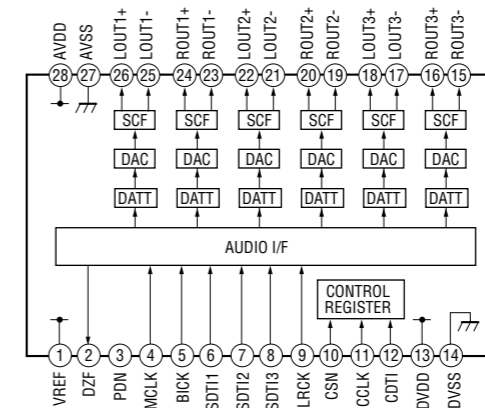 AVDD AVSS LOUT1+ LOUT1- ROUT1+ ROUT1- LOUT2+ LOUT2- ROUT2+ ROUT2- LOUT3+ LOUT3- ROUT3+ ROUT3-
28 27 26 25 24 23 22 21 20 19 18 17 16 15
SCF SCF SCF SCF SCF SCF
DAC DAC DAC DAC DAC DAC
DATT DATT DATT DATT DATT DATT
AUDIO I/F
CONTROL
REGISTER
1 2 3 4 5 6 7 8 9 10 11 12 13 14
VREF DZF PDN MCLK BICK SDTI1 SDTI2 SDTI3 LRCK CSN CCLK CDTI DVDD DVSS